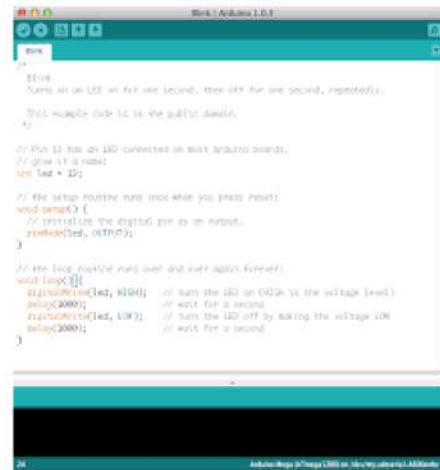 Blink | Arduino 1.0.3
Blink
/*
Blink
Turns on an LED on for one second, then off for one second, repeatedly.
This example code is in the public domain.
*/
// Pin 13 has an LED connected on most Arduino boards.
// give it a name:
int led = 13;
// the setup routine runs once when you press reset:
void setup() {
// initialize the digital pin as an output.
pinMode(led, OUTPUT);
}
// the loop routine runs over and over again forever:
void loop() {
digitalWrite(led, HIGH); // turn the LED on (HIGH is the voltage level)
delay(1000); // wait for a second
digitalWrite(led, LOW); // turn the LED off by making the voltage LOW
delay(1000); // wait for a second
}
24
Arduino Mega (ATmega1280) on